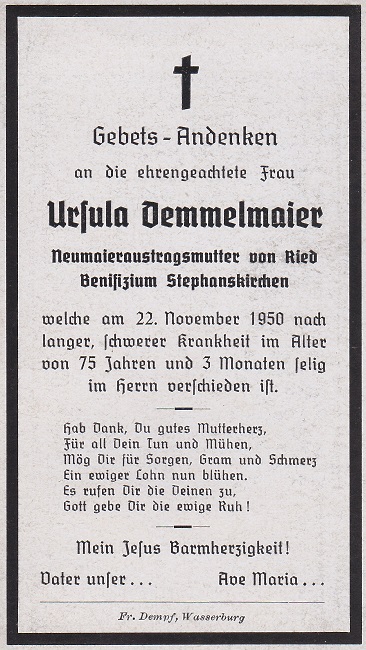 Gebets-Andenken
an die ehrengeachtete Frau
Urſula Demmelmaier
Neumaieraustragsmutter von Ried
Benifizium Stephanskirchen
welche am 22. November 1950 nach
langer, ſchwerer Krankheit im Alter
von 75 Jahren und 3 Monaten ſelig
im Herrn verſchieden iſt.
Hab Dank, Du gutes Mutterherz,
Für all Dein Tun und Mühen,
Mög Dir für Sorgen, Gram und Schmerz
Ein ewiger Lohn nun blühen.
Es rufen Dir die Deinen zu,
Gott gebe Dir die ewige Ruh!
Mein Jeſus Barmherzigkeit!
Vater unſer... Ave Maria...
Fr. Dempf, Wasserburg